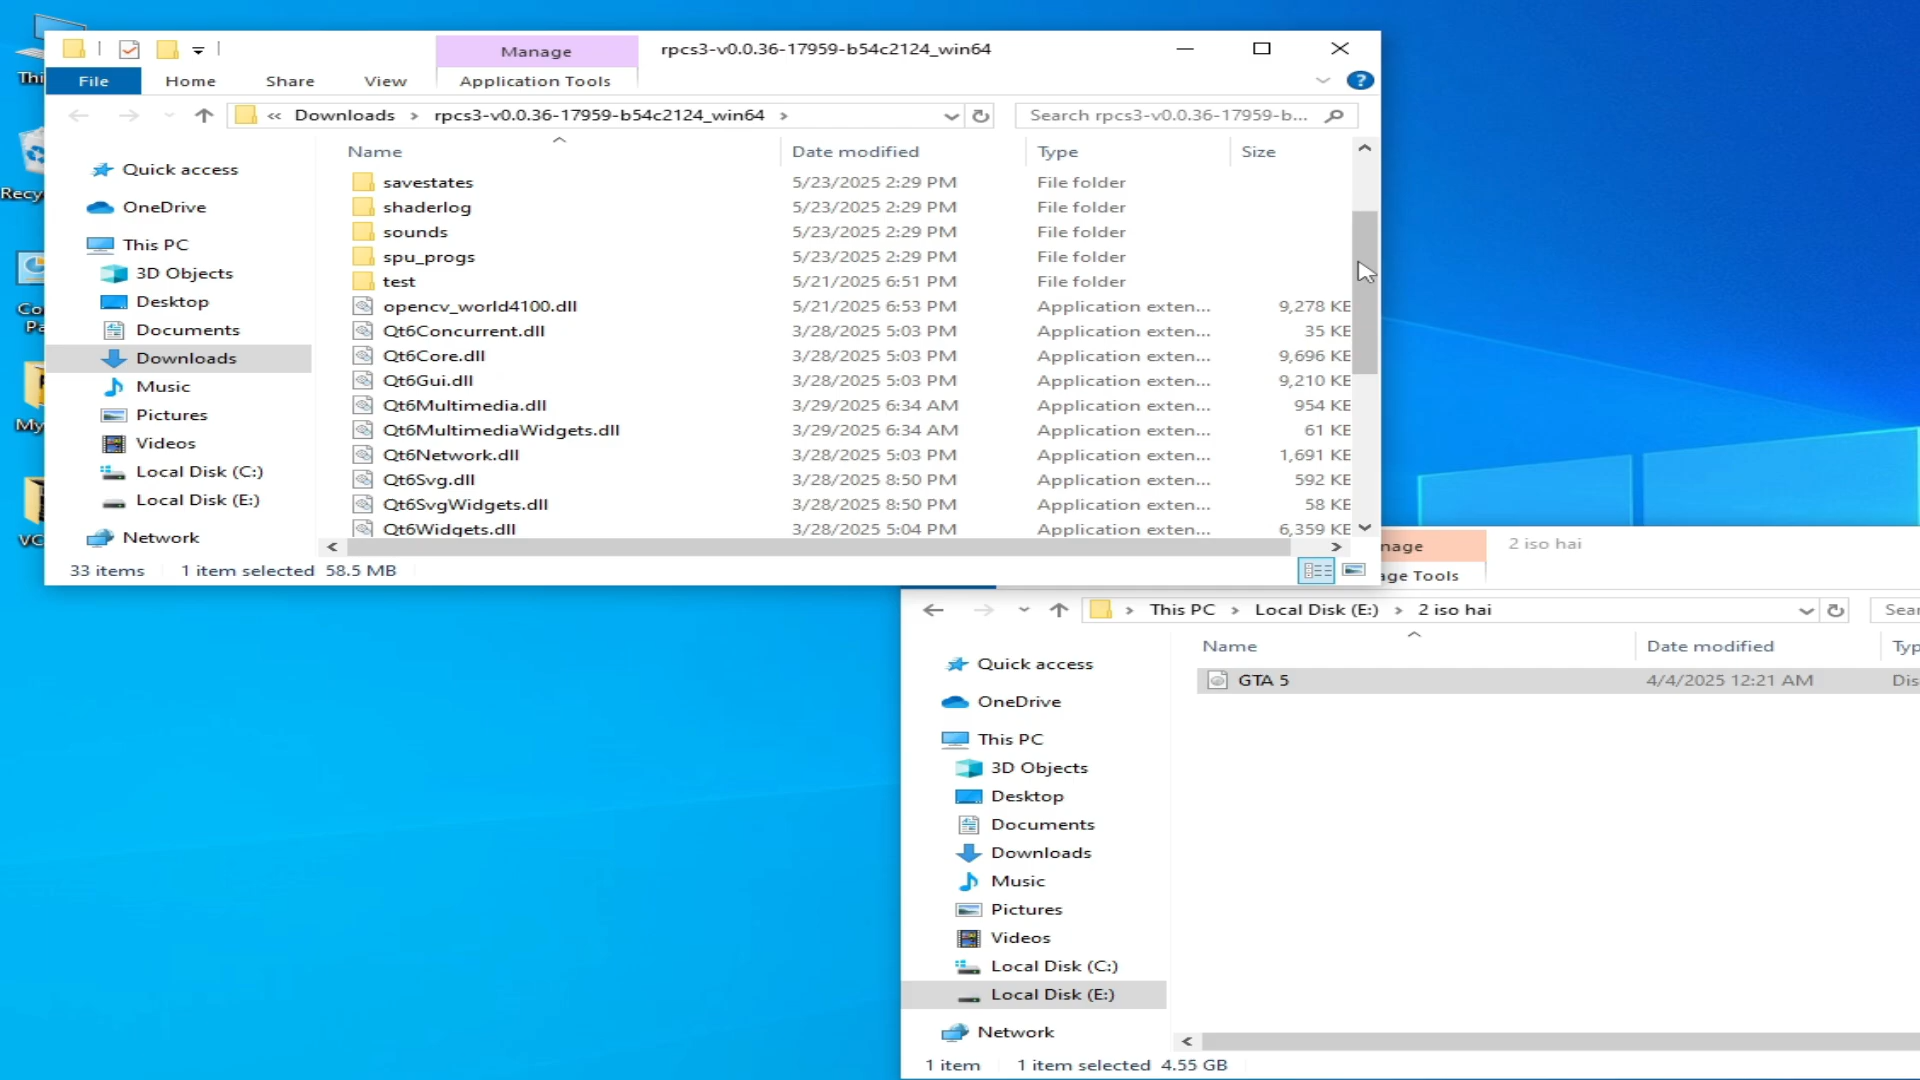 Manage
rpcs3-v0.0.36-17959-b54c2124_win64
File
Home
Share
View
Application Tools
« Downloads > rpcs3-v0.0.36-17959-b54c2124_win64 >
Search rpcs3-v0.0.36-17959-b...
Name
Date modified
Type
Size
Quick access
OneDrive
This PC
3D Objects
Desktop
Documents
Downloads
Music
Pictures
Videos
Local Disk (C:)
Local Disk (E:)
Network
savestates 5/23/2025 2:29 PM File folder
shaderlog 5/23/2025 2:29 PM File folder
sounds 5/23/2025 2:29 PM File folder
spu_progs 5/23/2025 2:29 PM File folder
test 5/21/2025 6:51 PM File folder
opencv_world4100.dll 5/21/2025 6:53 PM Application exten... 9,278 KB
Qt6Concurrent.dll 3/28/2025 5:03 PM Application exten... 35 KB
Qt6Core.dll 3/28/2025 5:03 PM Application exten... 9,696 KB
Qt6Gui.dll 3/28/2025 5:03 PM Application exten... 9,210 KB
Qt6Multimedia.dll 3/29/2025 6:34 AM Application exten... 954 KB
Qt6MultimediaWidgets.dll 3/29/2025 6:34 AM Application exten... 61 KB
Qt6Network.dll 3/28/2025 5:03 PM Application exten... 1,691 KB
Qt6Svg.dll 3/28/2025 8:50 PM Application exten... 592 KB
Qt6SvgWidgets.dll 3/28/2025 8:50 PM Application exten... 58 KB
Qt6Widgets.dll 3/28/2025 5:04 PM Application exten... 6,359 KB
33 items 1 item selected 58.5 MB
Thi
Recy
Co
Pa
My
VC
nage
2 iso hai
age Tools
> This PC > Local Disk (E:) > 2 iso hai
Sear
Name
Date modified
Typ
GTA 5 4/4/2025 12:21 AM Dis
Quick access
OneDrive
This PC
3D Objects
Desktop
Documents
Downloads
Music
Pictures
Videos
Local Disk (C:)
Local Disk (E:)
Network
1 item 1 item selected 4.55 GB